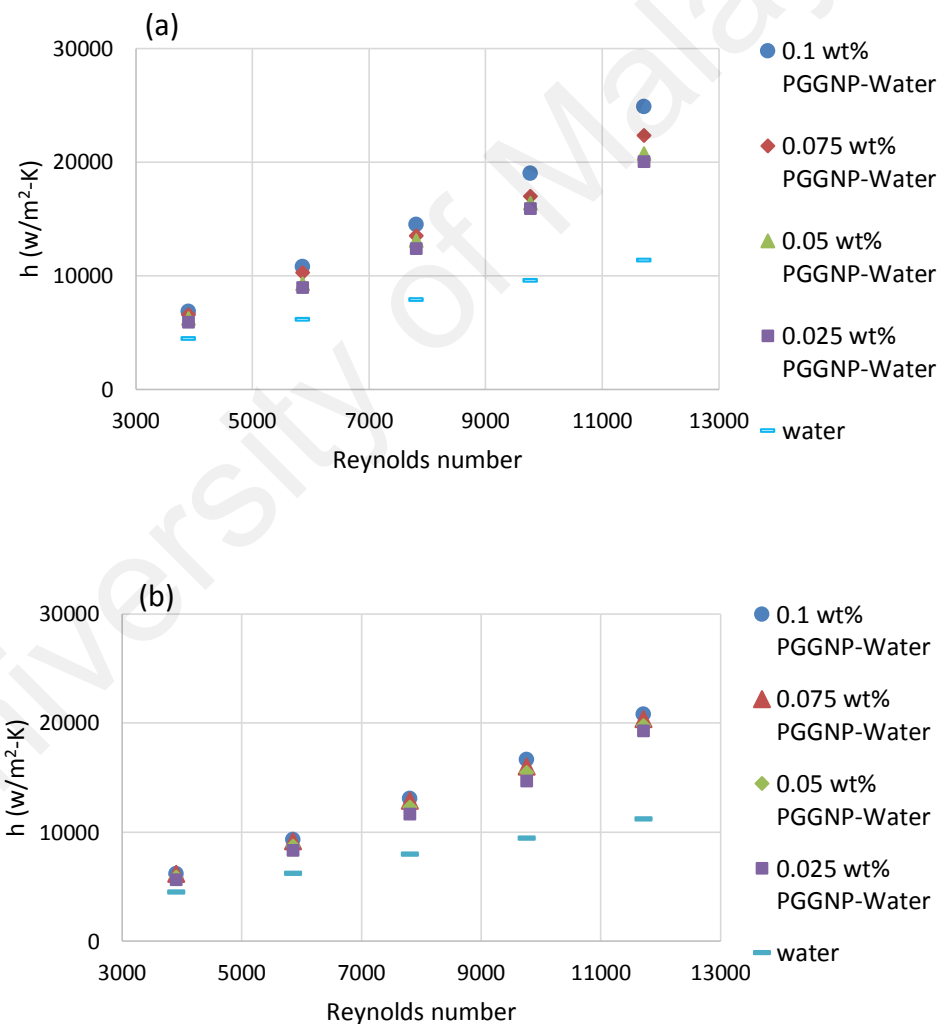 (a)
30000
20000
10000
0
h (w/m²-K)
3000 5000 7000 9000 11000 13000
Reynolds number
0.1 wt%
PGGNP-Water
0.075 wt%
PGGNP-Water
0.05 wt%
PGGNP-Water
0.025 wt%
PGGNP-Water
water
(b)
30000
20000
10000
0
h (w/m²-K)
3000 5000 7000 9000 11000 13000
Reynolds number
0.1 wt%
PGGNP-Water
0.075 wt%
PGGNP-Water
0.05 wt%
PGGNP-Water
0.025 wt%
PGGNP-Water
water
niversity of Malay